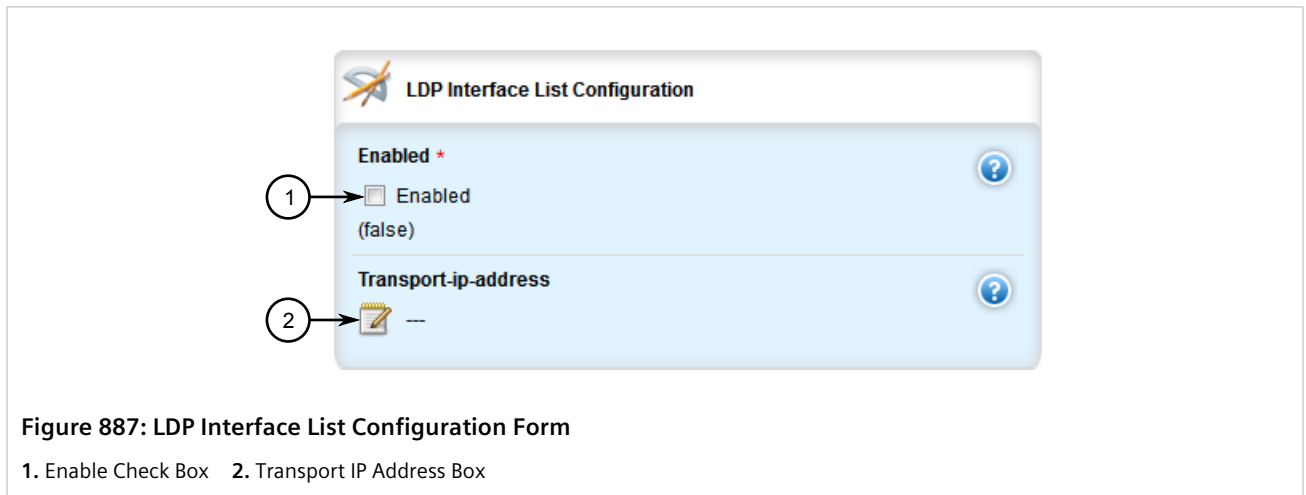 LDP Interface List Configuration
Enabled *
1
Enabled
(false)
Transport-ip-address
2
---
Figure 887: LDP Interface List Configuration Form
1. Enable Check Box 2. Transport IP Address Box